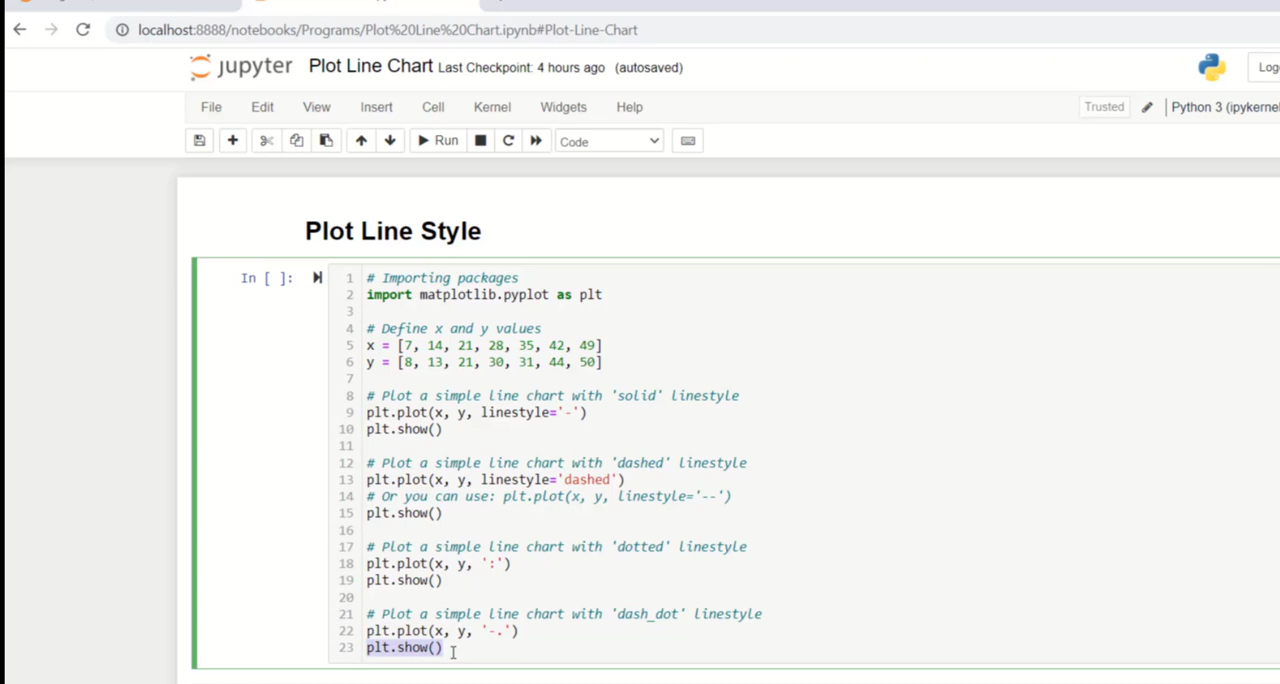 localhost:8888/notebooks/Programs/Plot%20Line%20Chart.ipynb#Plot-Line-Chart
jupyter Plot Line Chart Last Checkpoint: 4 hours ago (autosaved)
File Edit View Insert Cell Kernel Widgets Help Trusted Python 3 (ipykernel
Run Code
Plot Line Style
In [ ]:
1 # Importing packages
2 import matplotlib.pyplot as plt
3
4 # Define x and y values
5 x = [7, 14, 21, 28, 35, 42, 49]
6 y = [8, 13, 21, 30, 31, 44, 50]
7
8 # Plot a simple line chart with 'solid' linestyle
9 plt.plot(x, y, linestyle='-')
10 plt.show()
11
12 # Plot a simple line chart with 'dashed' linestyle
13 plt.plot(x, y, linestyle='dashed')
14 # Or you can use: plt.plot(x, y, linestyle='--')
15 plt.show()
16
17 # Plot a simple line chart with 'dotted' linestyle
18 plt.plot(x, y, ':')
19 plt.show()
20
21 # Plot a simple line chart with 'dash_dot' linestyle
22 plt.plot(x, y, '-.')
23 plt.show()